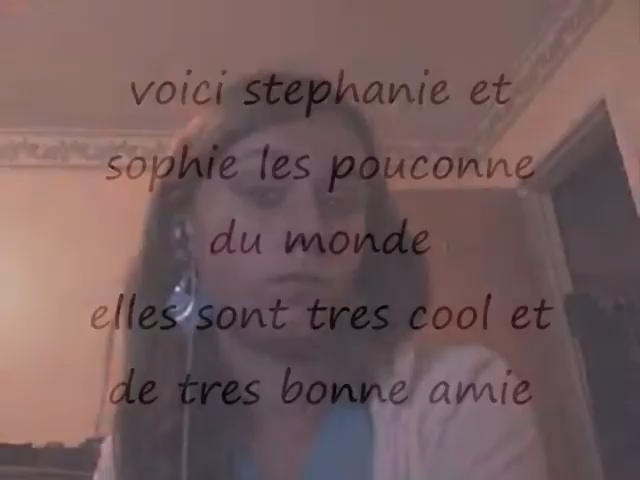 voici stephanie et
sophie les pouconne
du monde
elles sont tres cool et
de tres bonne amie